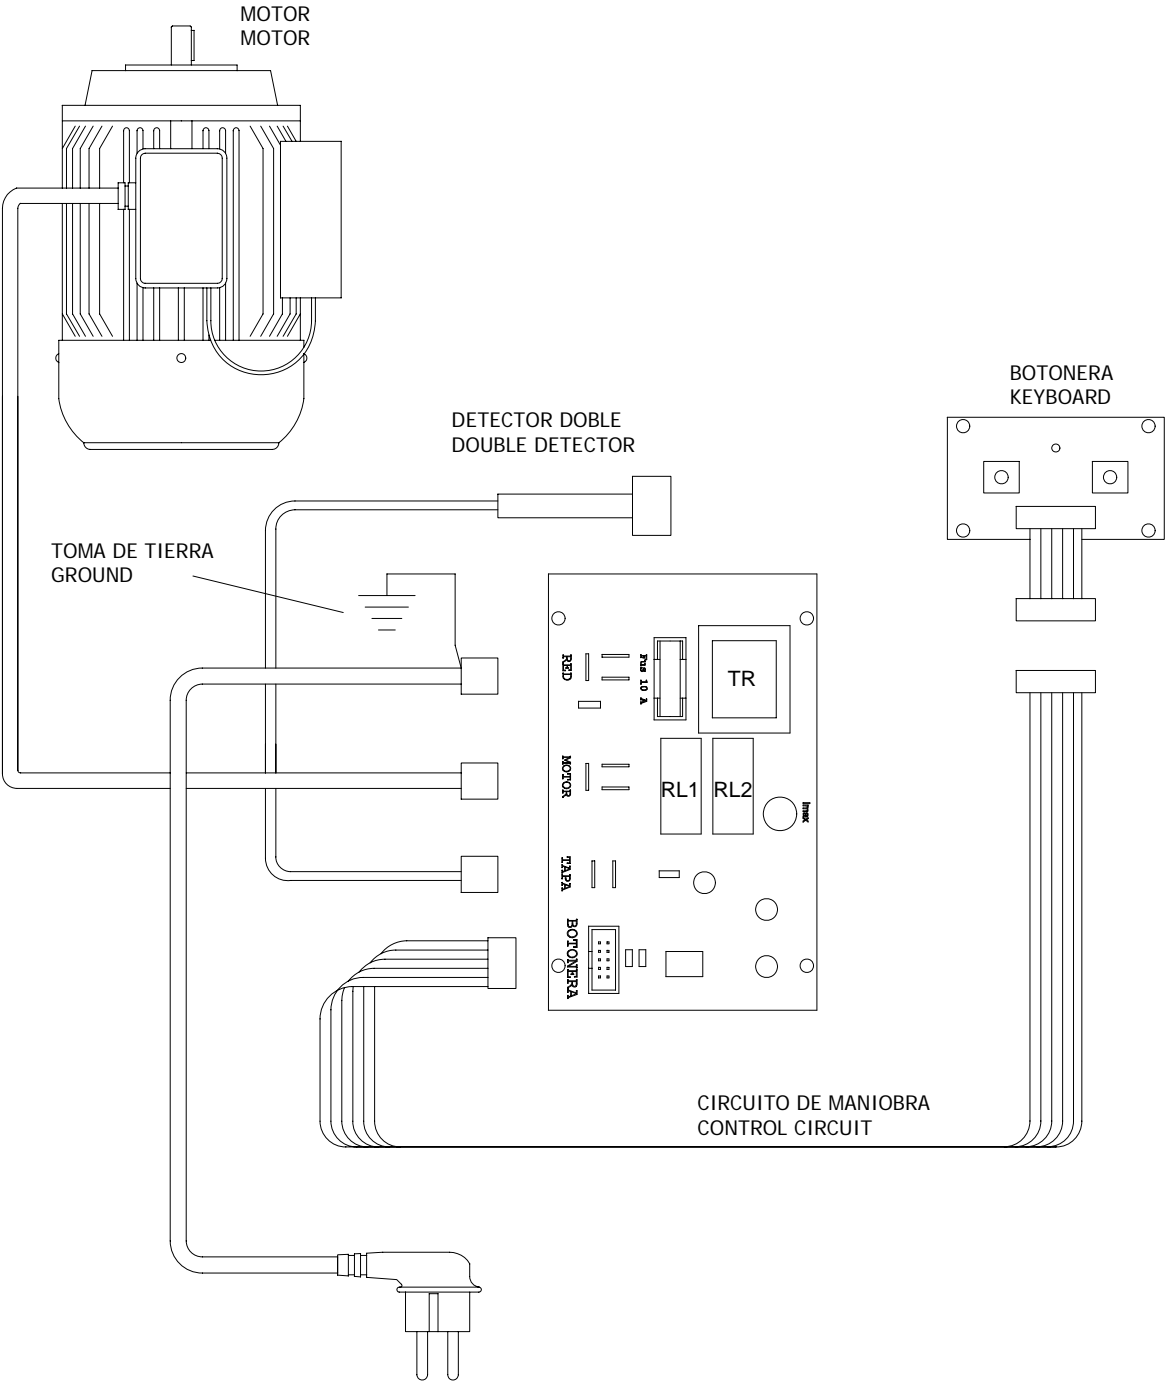 MOTOR
MOTOR
BOTONERA
KEYBOARD
DETECTOR DOBLE
DOUBLE DETECTOR
TOMA DE TIERRA
GROUND
RED
Fus 10 A
TR
MOTOR
RL1
RL2
Imax
TAPA
BOTONERA
CIRCUITO DE MANIOBRA
CONTROL CIRCUIT